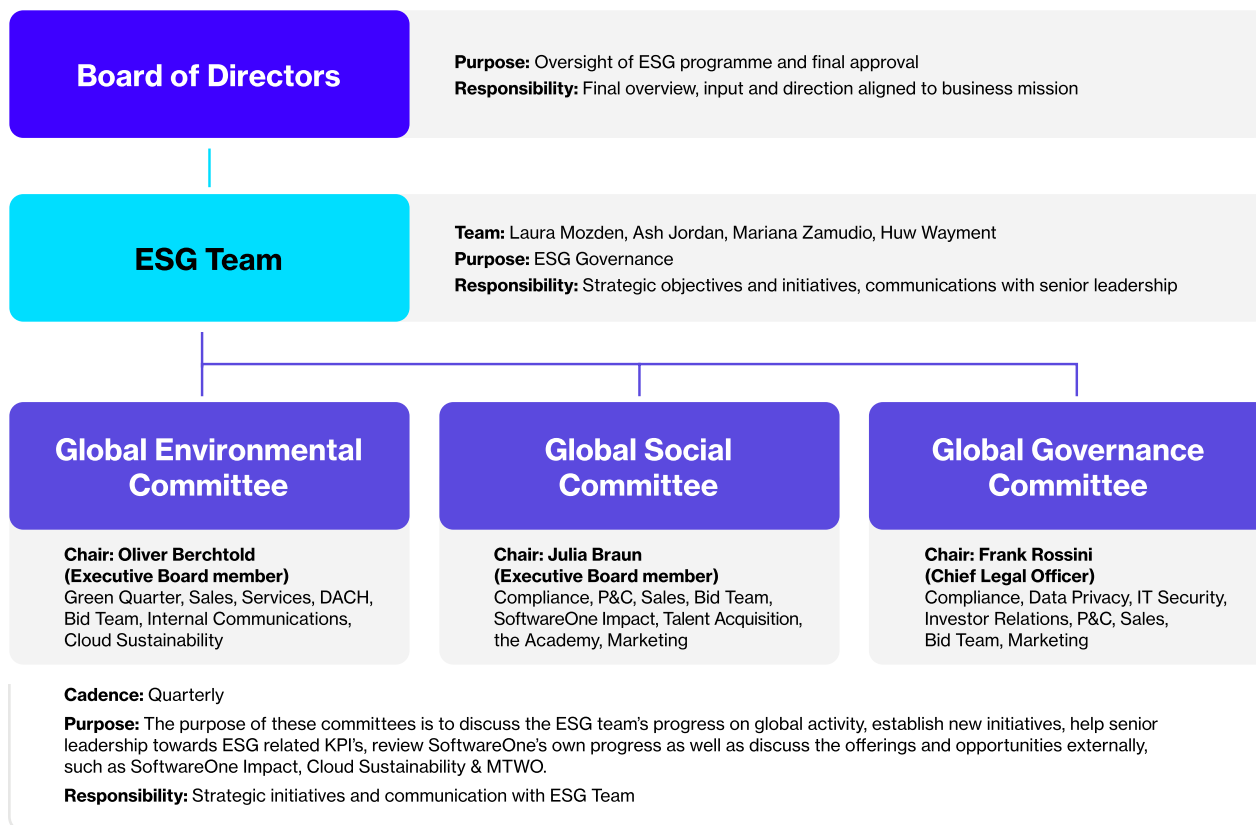 Board of Directors
Purpose: Oversight of ESG programme and final approval
Responsibility: Final overview, input and direction aligned to business mission
ESG Team
Team: Laura Mozden, Ash Jordan, Mariana Zamudio, Huw Wayment
Purpose: ESG Governance
Responsibility: Strategic objectives and initiatives, communications with senior leadership
Global Environmental
Committee
Chair: Oliver Berchtold
(Executive Board member)
Green Quarter, Sales, Services, DACH,
Bid Team, Internal Communications,
Cloud Sustainability
Global Social
Committee
Chair: Julia Braun
(Executive Board member)
Compliance, P&C, Sales, Bid Team,
SoftwareOne Impact, Talent Acquisition,
the Academy, Marketing
Global Governance
Committee
Chair: Frank Rossini
(Chief Legal Officer)
Compliance, Data Privacy, IT Security,
Investor Relations, P&C, Sales,
Bid Team, Marketing
Cadence: Quarterly
Purpose: The purpose of these committees is to discuss the ESG team’s progress on global activity, establish new initiatives, help senior
leadership towards ESG related KPI’s, review SoftwareOne’s own progress as well as discuss the offerings and opportunities externally,
such as SoftwareOne Impact, Cloud Sustainability & MTWO.
Responsibility: Strategic initiatives and communication with ESG Team